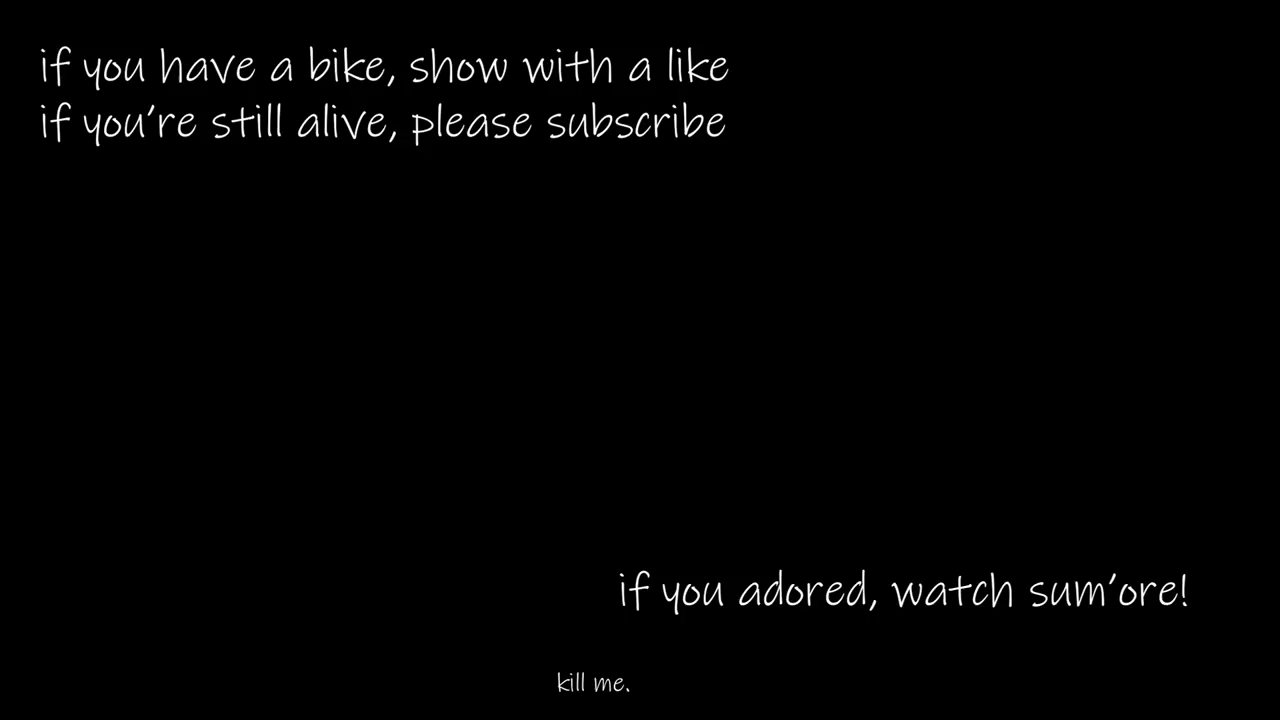 if you have a bike, show with a like
if you're still alive, please subscribe
if you adored, watch sum'ore!
kill me.